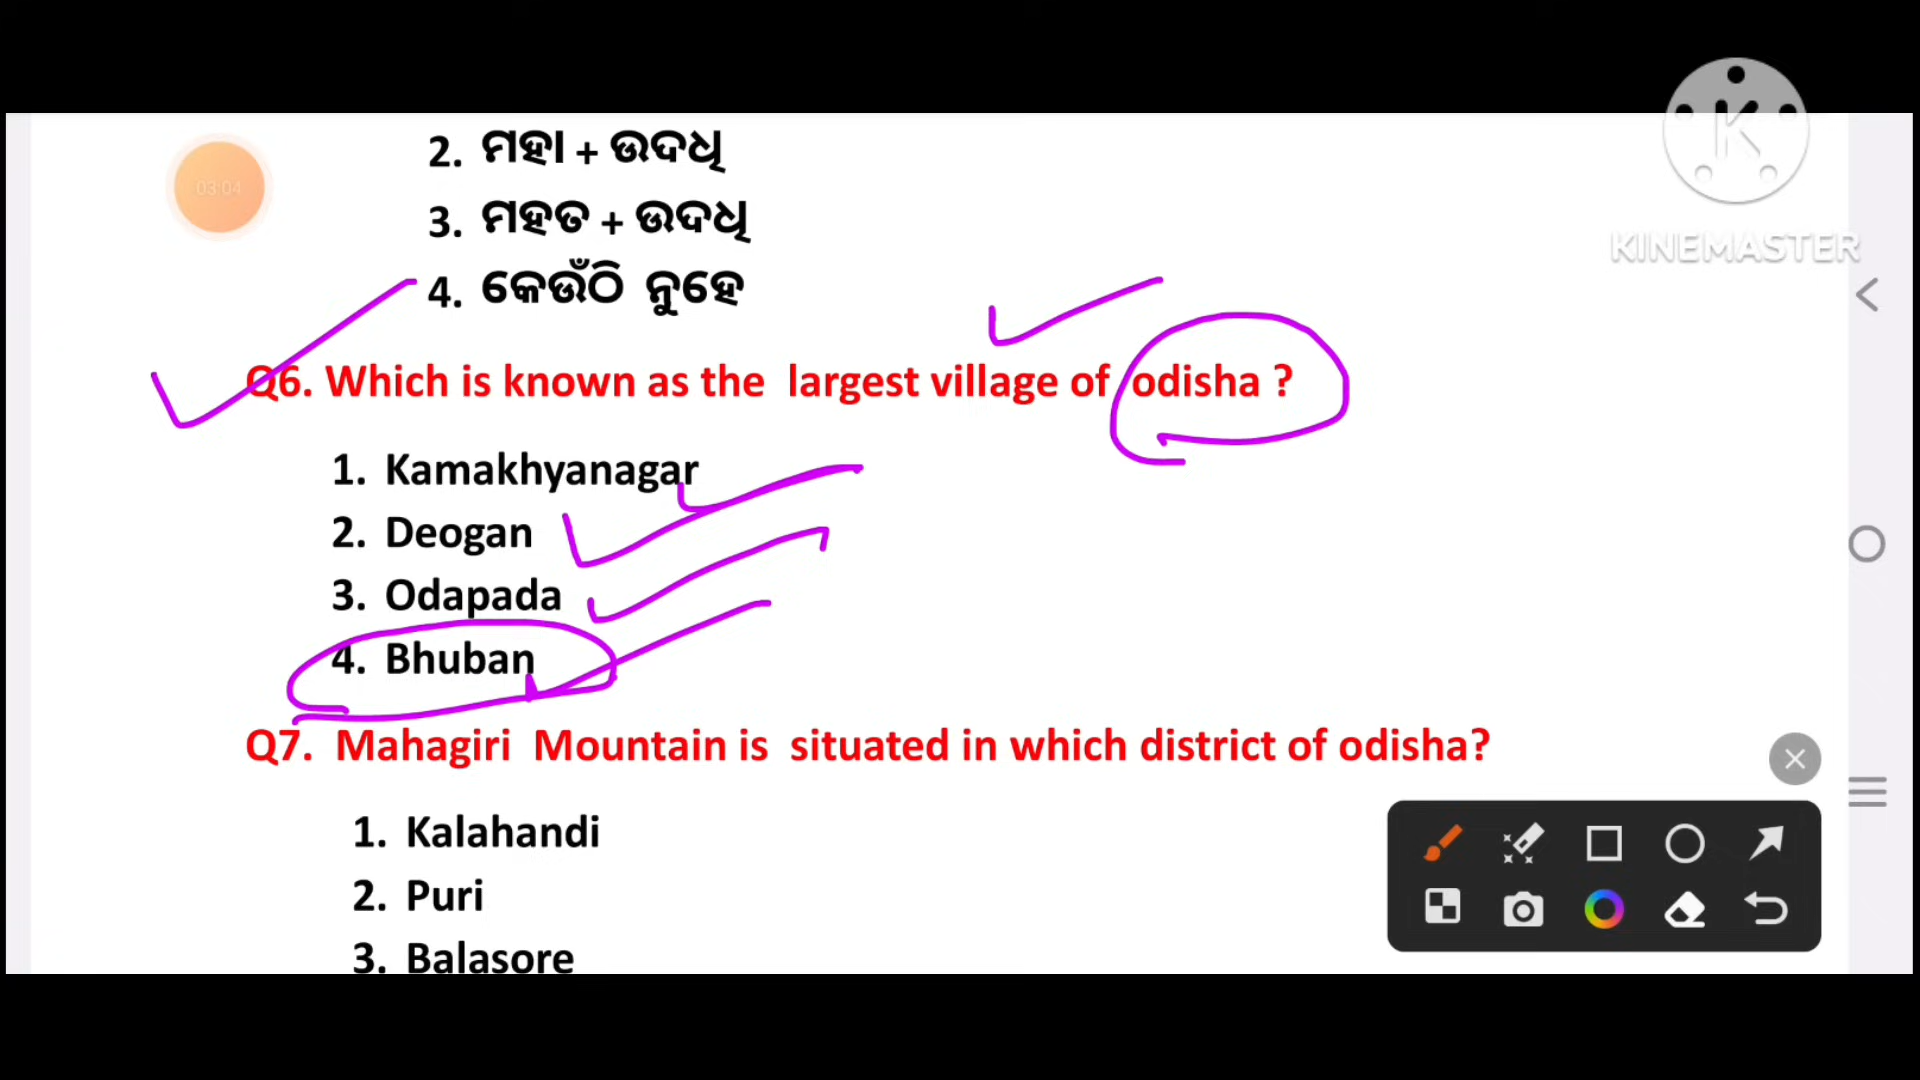 03:04
KINEMASTER
2. ମହା + ଉଦଧି
3. ମହତ + ଉଦଧି
4. କେଉଁଠି ନୁହେ
Q6. Which is known as the largest village of odisha ?
1. Kamakhyanagar
2. Deogan
3. Odapada
4. Bhuban
Q7. Mahagiri Mountain is situated in which district of odisha?
1. Kalahandi
2. Puri
3. Balasore